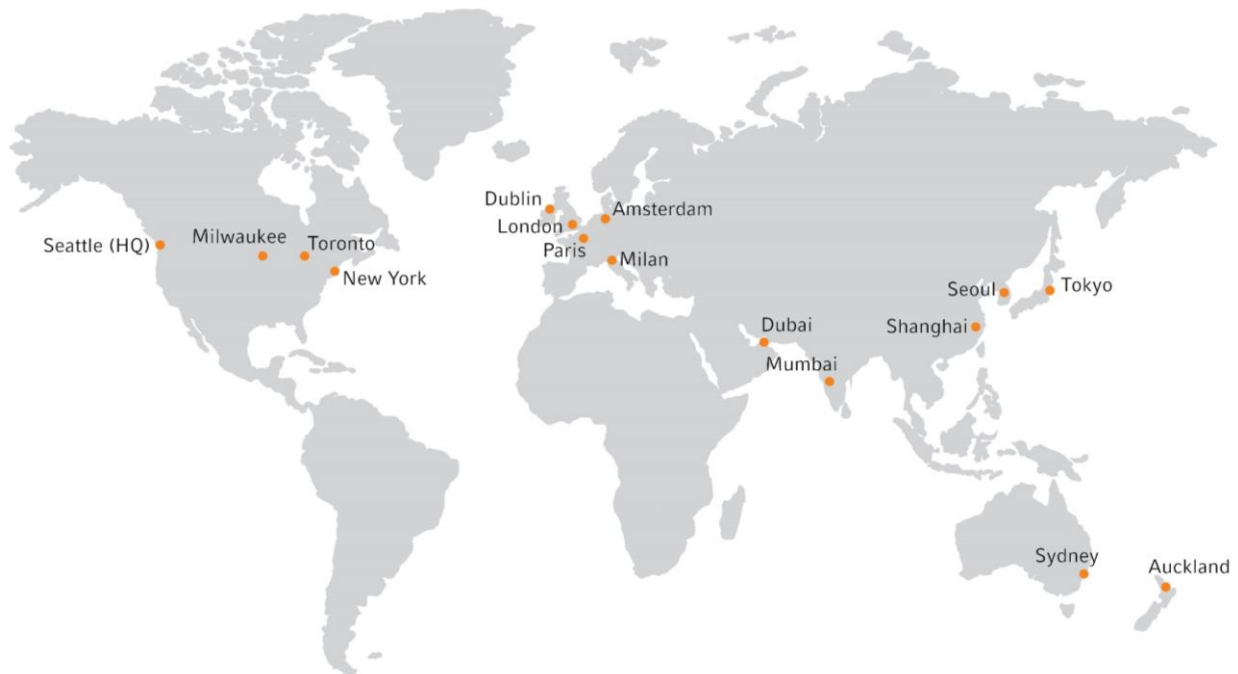 Dublin
Amsterdam
London
Seattle (HQ)
Milwaukee
Toronto
Paris
Milan
New York
Seoul
Tokyo
Dubai
Shanghai
Mumbai
Sydney
Auckland